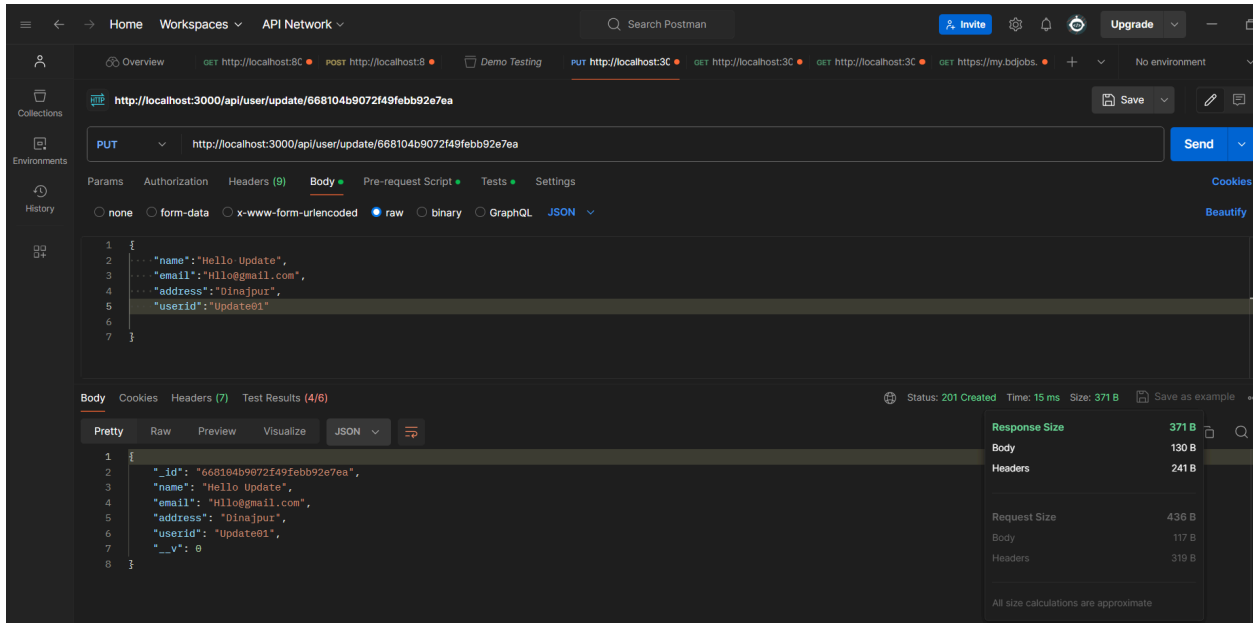 Home Workspaces API Network Search Postman Invite Upgrade
Overview GET http://localhost:80 POST http://localhost:8 Demo Testing PUT http://localhost:30 GET http://localhost:30 GET http://localhost:30 GET https://my.bdjobs. No environment
HTTP http://localhost:3000/api/user/update/668104b9072f49febb92e7ea Save
Collections
PUT http://localhost:3000/api/user/update/668104b9072f49febb92e7ea Send
Environments
Params Authorization Headers (9) Body Pre-request Script Tests Settings Cookies
History
none form-data x-www-form-urlencoded raw binary GraphQL JSON Beautify
1 {
2 "name":"Hello Update",
3 "email":"Hllo@gmail.com",
4 "address":"Dinajpur",
5 "userid":"Update01"
6
7 }
Body Cookies Headers (7) Test Results (4/6) Status: 201 Created Time: 15 ms Size: 371 B Save as example
Pretty Raw Preview Visualize JSON
1 {
2 "_id": "668104b9072f49febb92e7ea",
3 "name": "Hello Update",
4 "email": "Hllo@gmail.com",
5 "address": "Dinajpur",
6 "userid": "Update01",
7 "__v": 0
8 }
Response Size 371 B
Body 130 B
Headers 241 B
Request Size 436 B
Body 117 B
Headers 319 B
All size calculations are approximate